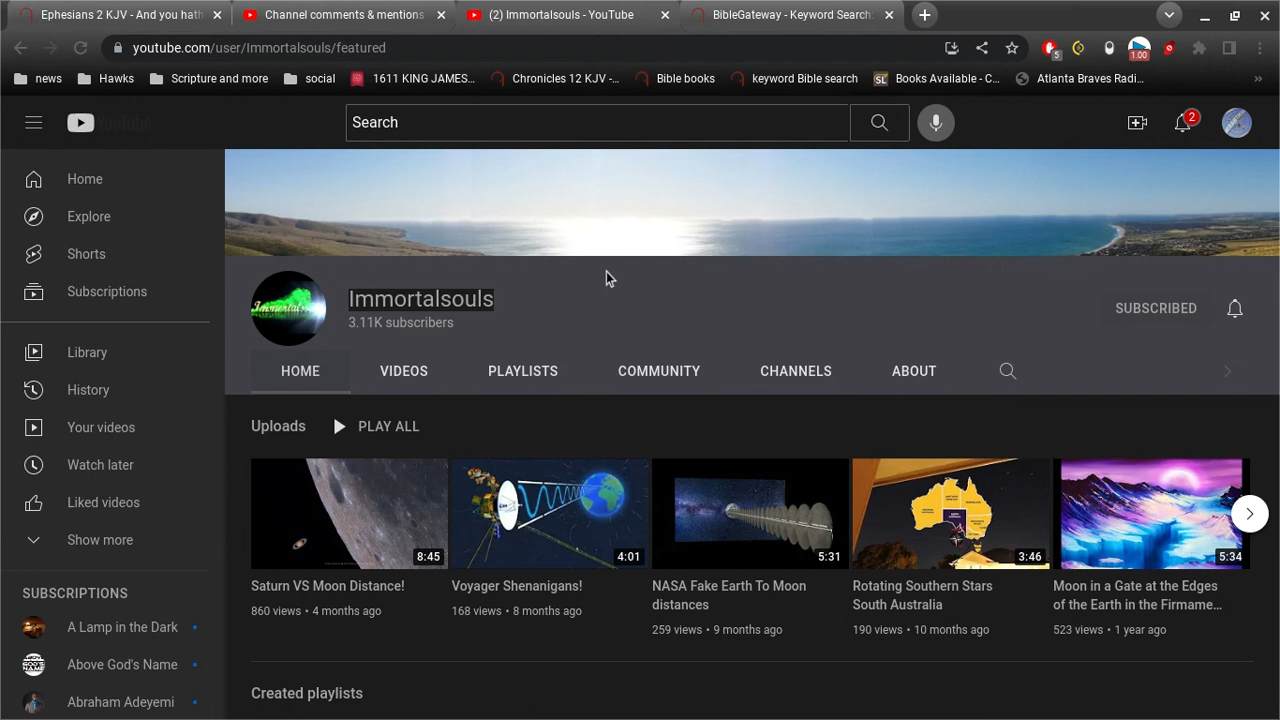 Ephesians 2 KJV - And you hath
Channel comments & mentions
(2) Immortalsouls - YouTube
BibleGateway - Keyword Search:
youtube.com/user/Immortalsouls/featured
5
1.00
news
Hawks
Scripture and more
social
1611 KING JAMES...
Chronicles 12 KJV -...
Bible books
keyword Bible search
SL
Books Available - C...
Atlanta Braves Radi...
»
YouTube
Search
2
Home
Explore
Shorts
Subscriptions
Library
History
Your videos
Watch later
Liked videos
Show more
SUBSCRIPTIONS
A Lamp in the Dark
Above God's Name
Abraham Adeyemi
Immortalsouls
3.11K subscribers
SUBSCRIBED
HOME
VIDEOS
PLAYLISTS
COMMUNITY
CHANNELS
ABOUT
Uploads
PLAY ALL
8:45
4:01
5:31
3:46
5:34
Saturn VS Moon Distance!
860 views • 4 months ago
Voyager Shenanigans!
168 views • 8 months ago
NASA Fake Earth To Moon
distances
259 views • 9 months ago
Rotating Southern Stars
South Australia
190 views • 10 months ago
Moon in a Gate at the Edges
of the Earth in the Firmame...
523 views • 1 year ago
Created playlists